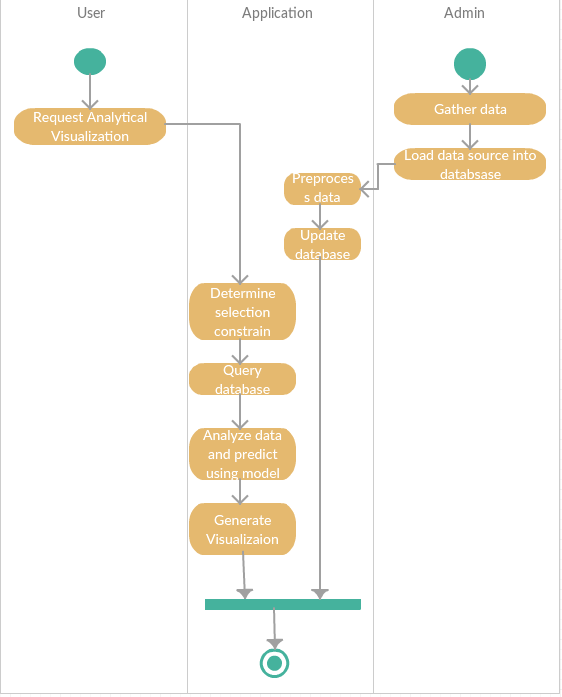 User
Application
Admin
Request Analytical
Visualization
Gather data
Load data source into
databsase
Preproces
s data
Update
database
Determine
selection
constrain
Query
database
Analyze data
and predict
using model
Generate
Visualizaion